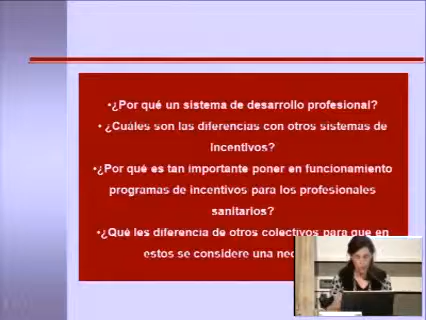 •¿Por qué un sistema de desarrollo profesional?
• ¿Cuáles son las diferencias con otros sistemas de
incentivos?
•¿Por qué es tan importante poner en funcionamiento
programas de incentivos para los profesionales
sanitarios?
•¿Qué les diferencia de otros colectivos para que en
estos se considere una